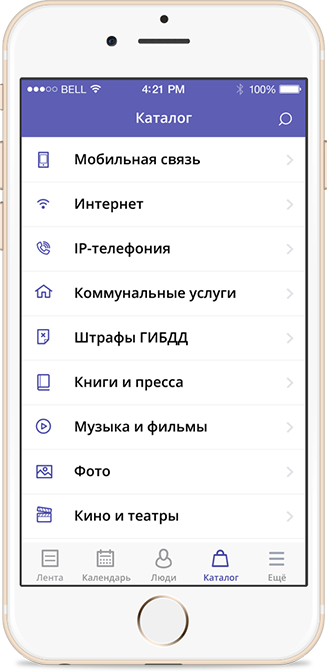 BELL 4:21 PM 100%
Каталог
Мобильная связь
Интернет
IP-телефония
Коммунальные услуги
Штрафы ГИБДД
Книги и пресса
Музыка и фильмы
Фото
Кино и театры
Лента Календарь Люди Каталог Ещё